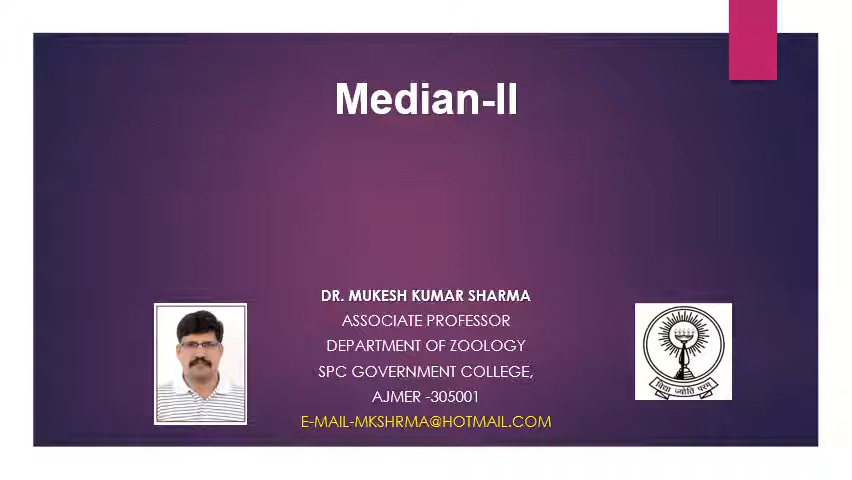 Median-II
DR. MUKESH KUMAR SHARMA
ASSOCIATE PROFESSOR
DEPARTMENT OF ZOOLOGY
SPC GOVERNMENT COLLEGE,
AJMER -305001
E-MAIL-MKSHRMA@HOTMAIL.COM
विद्या ज्योति परम्